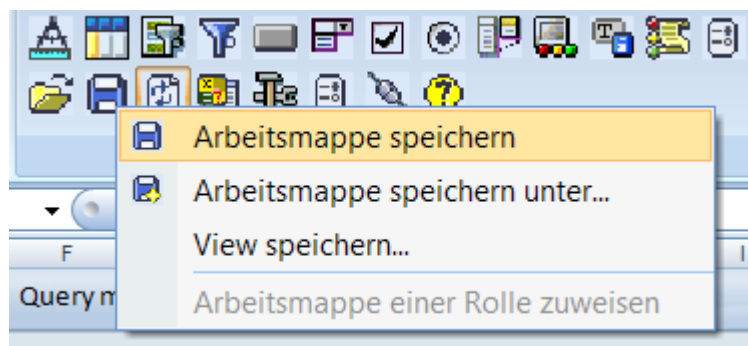 Arbeitsmappe speichern
Arbeitsmappe speichern unter...
View speichern...
F
I
Query m
Arbeitsmappe einer Rolle zuweisen